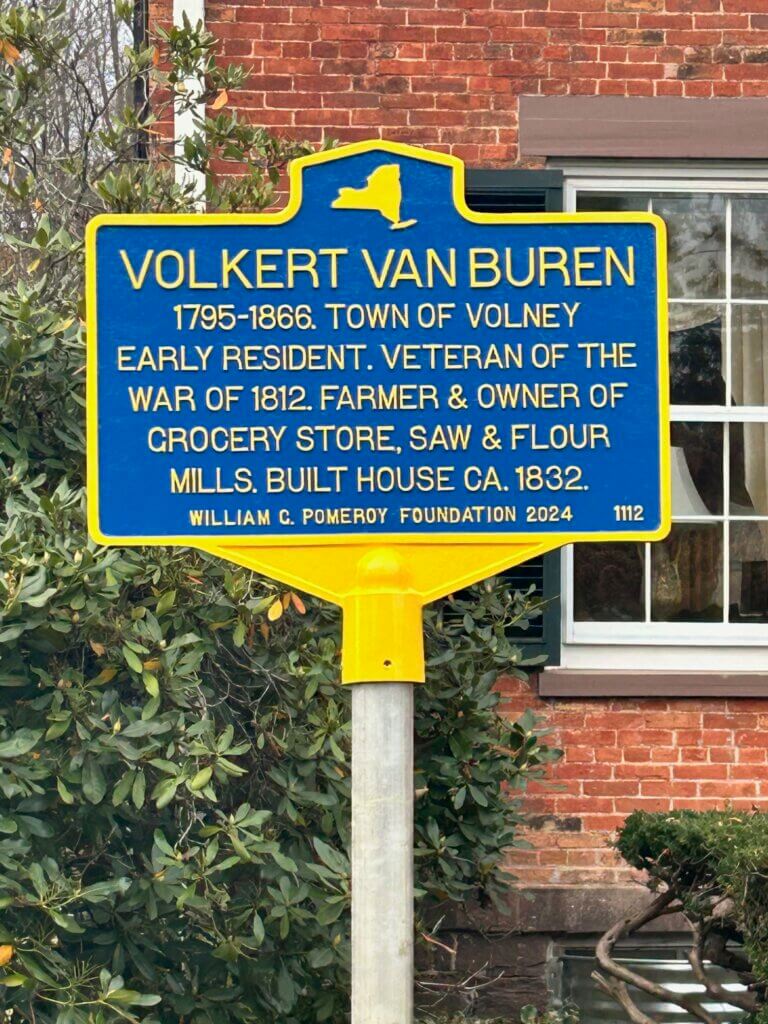 VOLKERT VAN BUREN
1795-1866. TOWN OF VOLNEY
EARLY RESIDENT. VETERAN OF THE
WAR OF 1812. FARMER & OWNER OF
GROCERY STORE, SAW & FLOUR
MILLS. BUILT HOUSE CA. 1832.
WILLIAM G. POMEROY FOUNDATION 2024 1112